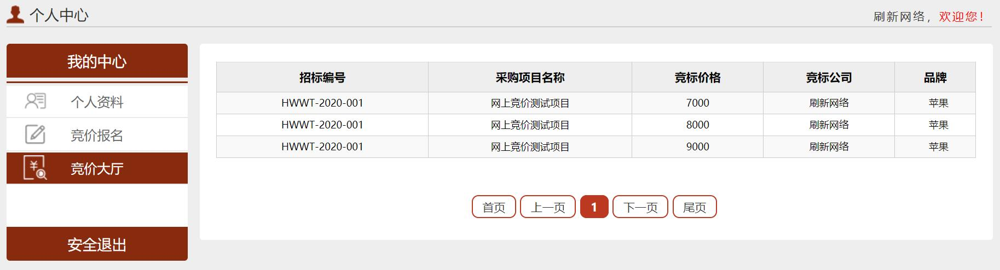 个人中心
刷新网络，欢迎您！
我的中心
个人资料
竞价报名
竞价大厅
安全退出
招标编号 采购项目名称 竞标价格 竞标公司 品牌
HWWT-2020-001 网上竞价测试项目 7000 刷新网络 苹果
HWWT-2020-001 网上竞价测试项目 8000 刷新网络 苹果
HWWT-2020-001 网上竞价测试项目 9000 刷新网络 苹果
首页 上一页 1 下一页 尾页